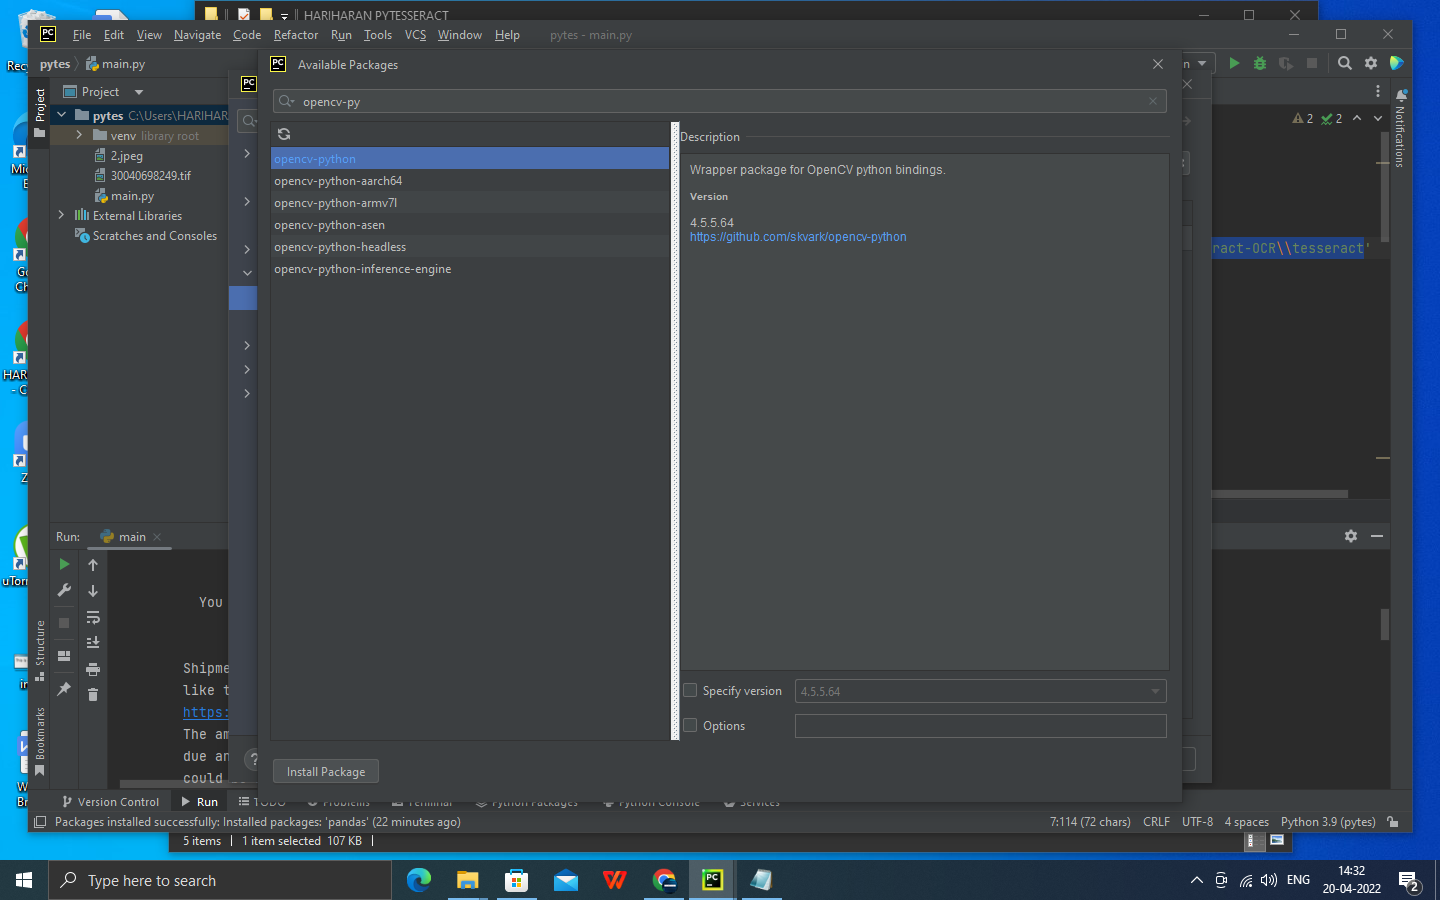 HARIHARAN PYTESSERACT
File Edit View Navigate Code Refactor Run Tools VCS Window Help pytes - main.py
pytes main.py
Available Packages
opencv-py
Project
pytes C:\Users\HARIHAR
venv library root
2.jpeg
30040698249.tif
main.py
External Libraries
Scratches and Consoles
Project
Structure
Bookmarks
Notifications
2 2
ract-OCR\\tesseract'
opencv-python
opencv-python-aarch64
opencv-python-armv7l
opencv-python-asen
opencv-python-headless
opencv-python-inference-engine
Description
Wrapper package for OpenCV python bindings.
Version
4.5.5.64
https://github.com/skvark/opencv-python
Specify version 4.5.5.64
Options
Install Package
Run: main
You
Shipme
like t
https:
The am
due an
could
Version Control Run TODO Problems Terminal Python Packages Python Console Services
Packages installed successfully: Installed packages: 'pandas' (22 minutes ago)
7:114 (72 chars) CRLF UTF-8 4 spaces Python 3.9 (pytes)
5 items 1 item selected 107 KB
Type here to search
ENG
14:32
20-04-2022
2